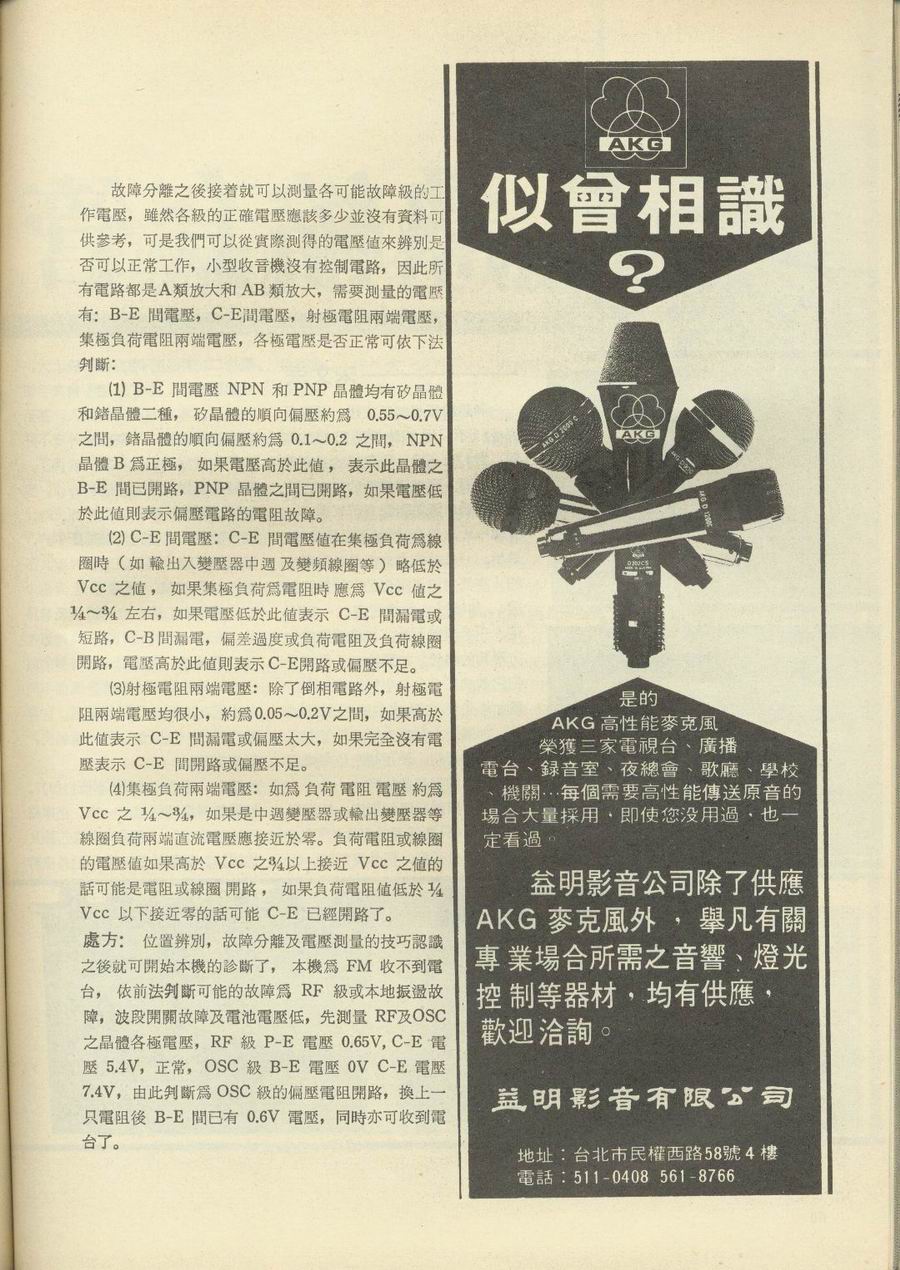 故障分離之後接着就可以測量各可能故障級的工
作電壓，雖然各級的正確電壓應該多少並沒有資料可
供參考，可是我們可以從實際測得的電壓値來辨別是
否可以正常工作，小型收音機沒有控制電路，因此所
有電路都是A類放大和 AB 類放大，需要測量的電壓
有：B-E 間電壓，C-E間電壓，射極電阻兩端電壓，
集極負荷電阻兩端電壓，各極電壓是否正常可依下法
判斷：
(1) B-E 間電壓 NPN 和 PNP 晶體均有矽晶體
和鍺晶體二種，矽晶體的順向偏壓約爲 0.55～0.7V
之間，鍺晶體的順向偏壓約爲 0.1～0.2 之間，NPN
晶體 B 爲正極，如果電壓高於此値，表示此晶體之
B-E 間已開路，PNP 晶體之間已開路，如果電壓低
於此値則表示偏壓電路的電阻故障。
(2) C-E 間電壓：C-E 間電壓値在集極負荷爲線
圈時（如輸出入變壓器中週及變頻線圈等）略低於
Vcc 之値，如果集極負荷爲電阻時應爲 Vcc 値之
¼～¾ 左右，如果電壓低於此値表示 C-E 間漏電或
短路，C-B間漏電，偏差過度或負荷電阻及負荷線圈
開路，電壓高於此値則表示C-E開路或偏壓不足。
(3)射極電阻兩端電壓：除了倒相電路外，射極電
阻兩端電壓均很小，約爲0.05～0.2V之間，如果高於
此値表示 C-E 間漏電或偏壓太大，如果完全沒有電
壓表示 C-E 間開路或偏壓不足。
(4)集極負荷兩端電壓：如爲負荷電阻電壓約爲
Vcc 之 ¼～¾，如果是中週變壓器或輸出變壓器等
線圈負荷兩端直流電壓應接近於零。負荷電阻或線圈
的電壓値如果高於 Vcc 之¾以上接近 Vcc 之値的
話可能是電阻或線圈開路，如果負荷電阻値低於 ¼
Vcc 以下接近零的話可能 C-E 已經開路了。
處方：位置辨別，故障分離及電壓測量的技巧認識
之後就可開始本機的診斷了，本機爲 FM 收不到電
台，依前法判斷可能的故障爲 RF 級或本地振盪故
障，波段開關故障及電池電壓低，先測量 RF及OSC
之晶體各極電壓，RF 級 P-E 電壓 0.65V, C-E 電
壓 5.4V，正常，OSC 級 B-E 電壓 0V C-E 電壓
7.4V，由此判斷爲 OSC 級的偏壓電阻開路，換上一
只電阻後 B-E 間已有 0.6V 電壓，同時亦可收到電
台了。
AKG
似曾相識
?
AKG
AKG D 2000 C
D202CS
是的
AKG 高性能麥克風
榮獲三家電視台、廣播
電台、録音室、夜總會、歌廳、學校
、機關…每個需要高性能傳送原音的
場合大量採用，即使您没用過，也一
定看過。
益明影音公司除了供應
AKG 麥克風外，舉凡有關
專業場合所需之音響、燈光
控制等器材，均有供應，
歡迎洽詢。
益明影音有限公司
地址：台北市民權西路58號 4 樓
電話：511-0408 561-8766